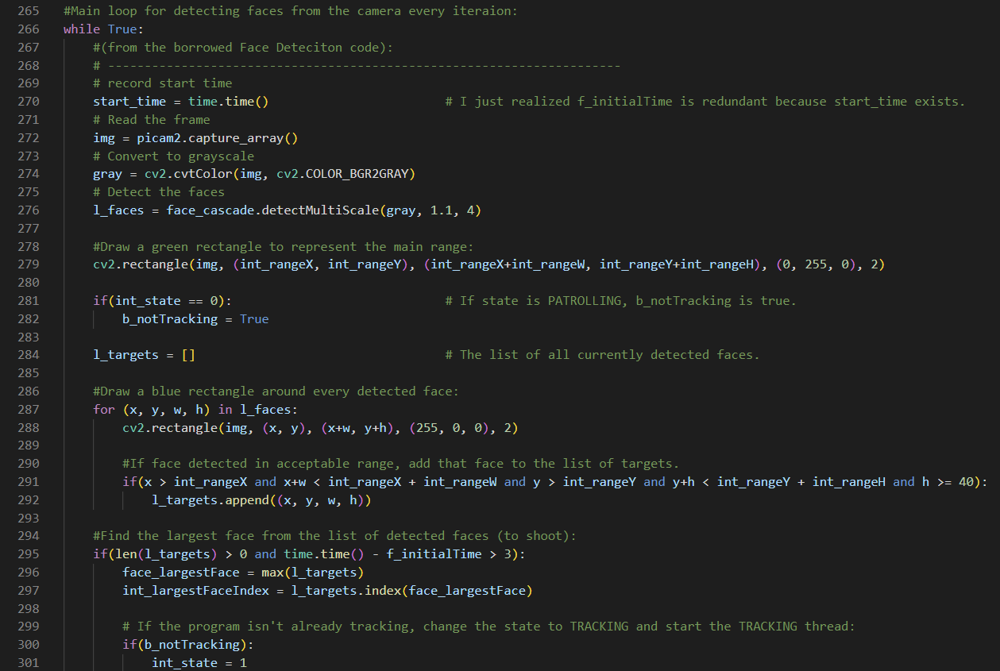 265 #Main loop for detecting faces from the camera every iteraion:
266 while True:
267     #(from the borrowed Face Deteciton code):
268     # ----------------------------------------------------------------------
269     # record start time
270     start_time = time.time()                        # I just realized f_initialTime is redundant because start_time exists.
271     # Read the frame
272     img = picam2.capture_array()
273     # Convert to grayscale
274     gray = cv2.cvtColor(img, cv2.COLOR_BGR2GRAY)
275     # Detect the faces
276     l_faces = face_cascade.detectMultiScale(gray, 1.1, 4)
277
278     #Draw a green rectangle to represent the main range:
279     cv2.rectangle(img, (int_rangeX, int_rangeY), (int_rangeX+int_rangeW, int_rangeY+int_rangeH), (0, 255, 0), 2)
280
281     if(int_state == 0):                             # If state is PATROLLING, b_notTracking is true.
282         b_notTracking = True
283
284     l_targets = []                                  # The list of all currently detected faces.
285
286     #Draw a blue rectangle around every detected face:
287     for (x, y, w, h) in l_faces:
288         cv2.rectangle(img, (x, y), (x+w, y+h), (255, 0, 0), 2)
289
290         #If face detected in acceptable range, add that face to the list of targets.
291         if(x > int_rangeX and x+w < int_rangeX + int_rangeW and y > int_rangeY and y+h < int_rangeY + int_rangeH and h >= 40):
292             l_targets.append((x, y, w, h))
293
294     #Find the largest face from the list of detected faces (to shoot):
295     if(len(l_targets) > 0 and time.time() - f_initialTime > 3):
296         face_largestFace = max(l_targets)
297         int_largestFaceIndex = l_targets.index(face_largestFace)
298
299         # If the program isn't already tracking, change the state to TRACKING and start the TRACKING thread:
300         if(b_notTracking):
301             int_state = 1